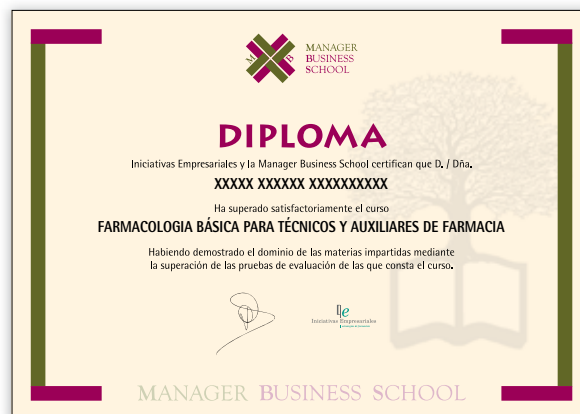 M B
MANAGER
BUSINESS
SCHOOL
DIPLOMA
Iniciativas Empresariales y la Manager Business School certifican que D. / Dña.
XXXXX XXXXXX XXXXXXXXXX
Ha superado satisfactoriamente el curso
FARMACOLOGIA BÁSICA PARA TÉCNICOS Y AUXILIARES DE FARMACIA
Habiendo demostrado el dominio de las materias impartidas mediante
la superación de las pruebas de evaluación de las que consta el curso.
Iniciativas Empresariales
MANAGER BUSINESS SCHOOL